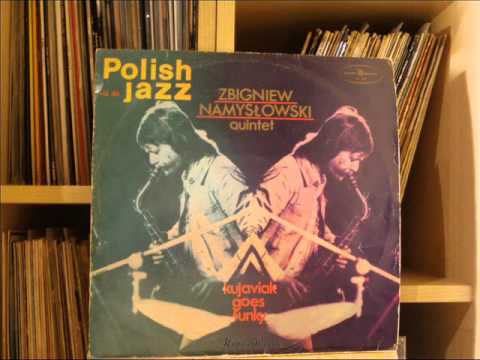 Polish
jazz
ZBIGNIEW
NAMYSŁOWSKI
quintet
kujaviak
goes
funky